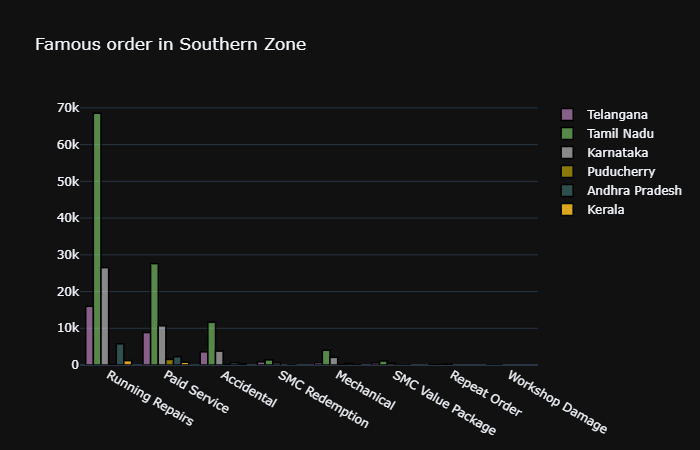 Famous order in Southern Zone
70k
60k
50k
40k
30k
20k
10k
0
Running Repairs
Paid Service
Accidental
SMC Redemption
Mechanical
SMC Value Package
Repeat Order
Workshop Damage
Telangana
Tamil Nadu
Karnataka
Puducherry
Andhra Pradesh
Kerala